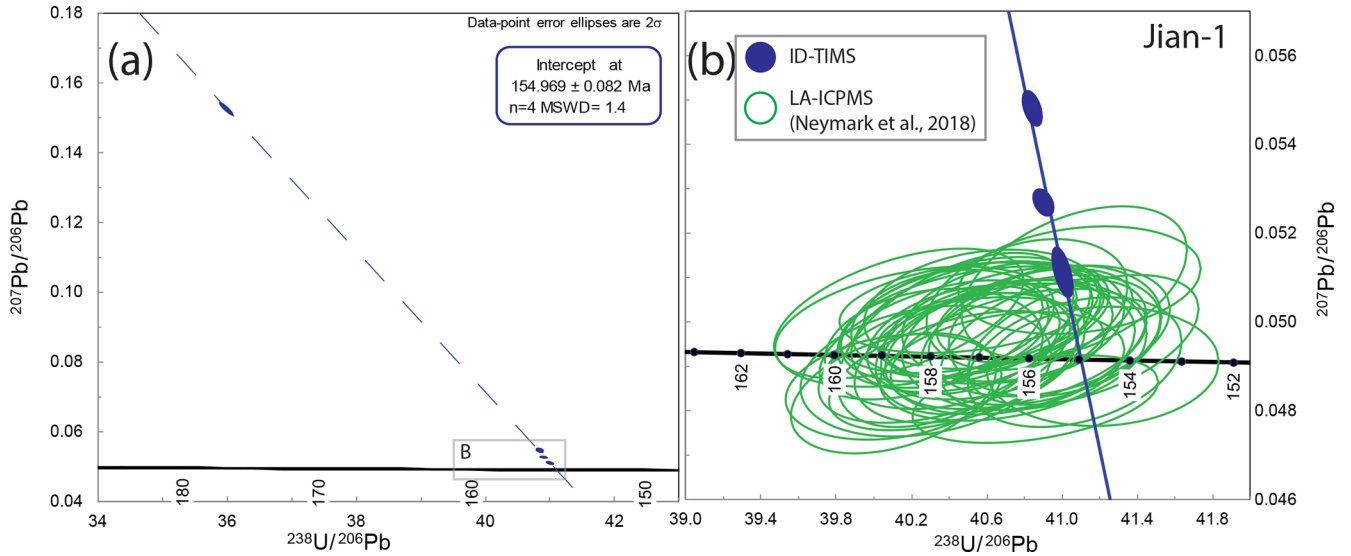 (a)
Data-point error ellipses are 2σ
Intercept at
154.969 ± 0.082 Ma
n=4 MSWD= 1.4
0.18
0.16
0.14
0.12
0.10
0.08
0.06
0.04
²⁰⁷Pb/²⁰⁶Pb
B
180
170
160
150
34
36
38
40
42
²³⁸U/²⁰⁶Pb
(b)
Jian-1
ID-TIMS
LA-ICPMS
(Neymark et al., 2018)
0.056
0.054
0.052
0.050
0.048
0.046
²⁰⁷Pb/²⁰⁶Pb
162
160
158
156
154
152
39.0
39.4
39.8
40.2
40.6
41.0
41.4
41.8
²³⁸U/²⁰⁶Pb